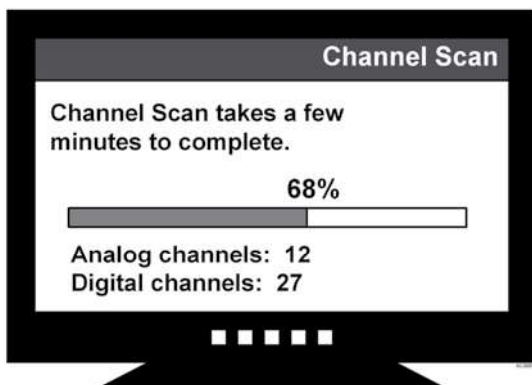 Channel Scan
Channel Scan takes a few
minutes to complete.
68%
Analog channels: 12
Digital channels: 27